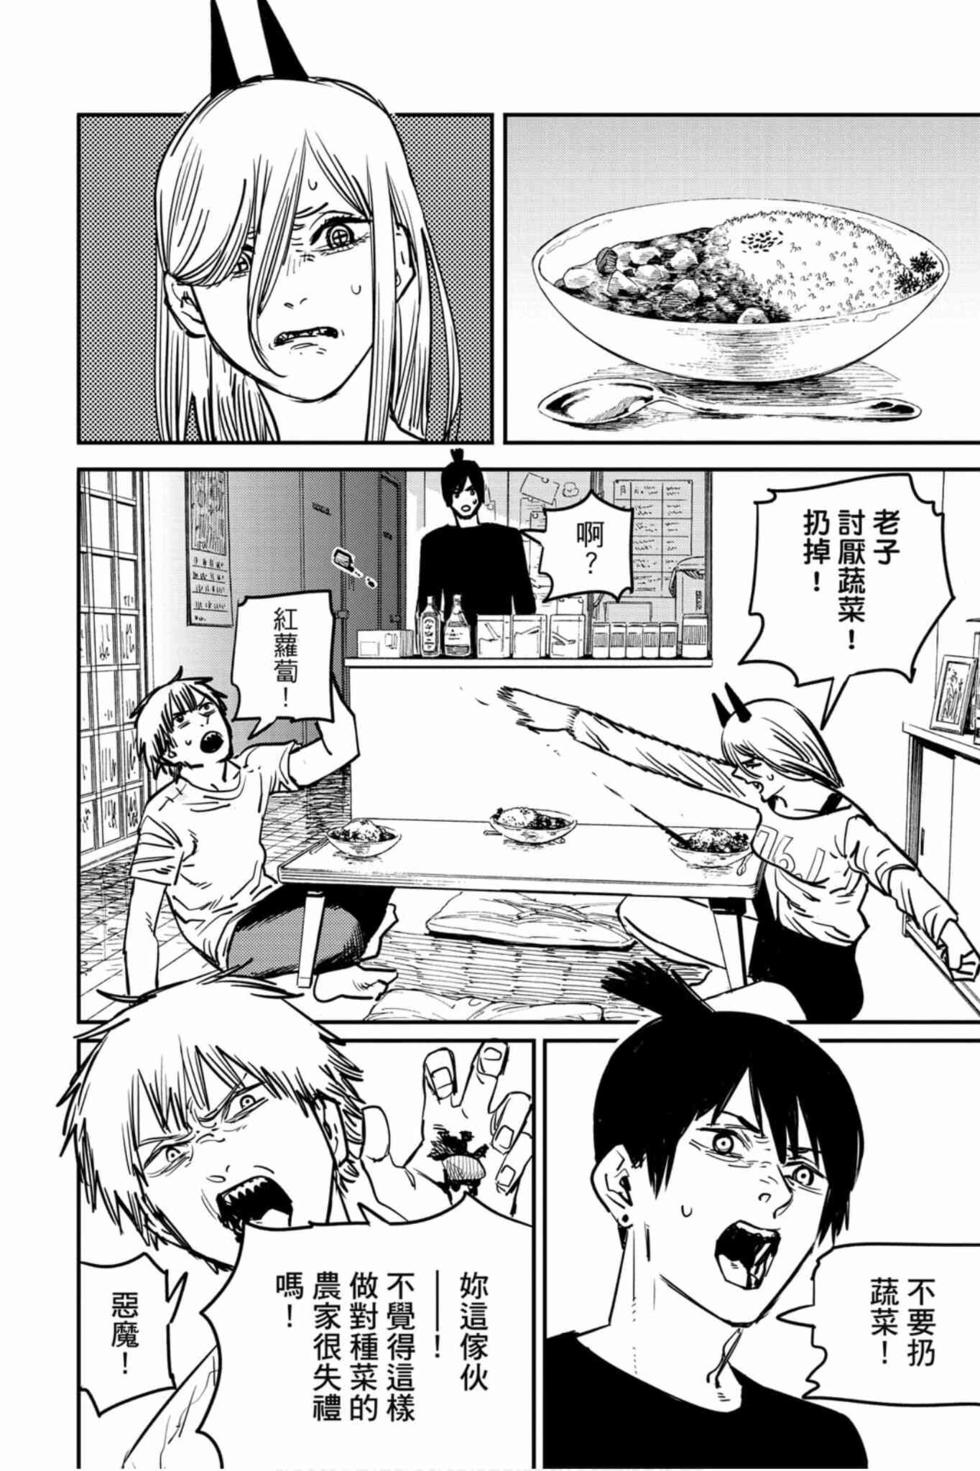 老子
討厭蔬菜！
扔掉！
啊？
紅蘿蔔！
不要扔
蔬菜！
妳這傢伙
——！
不覺得這樣
做對種菜的
農家很失禮
嗎！
惡魔！